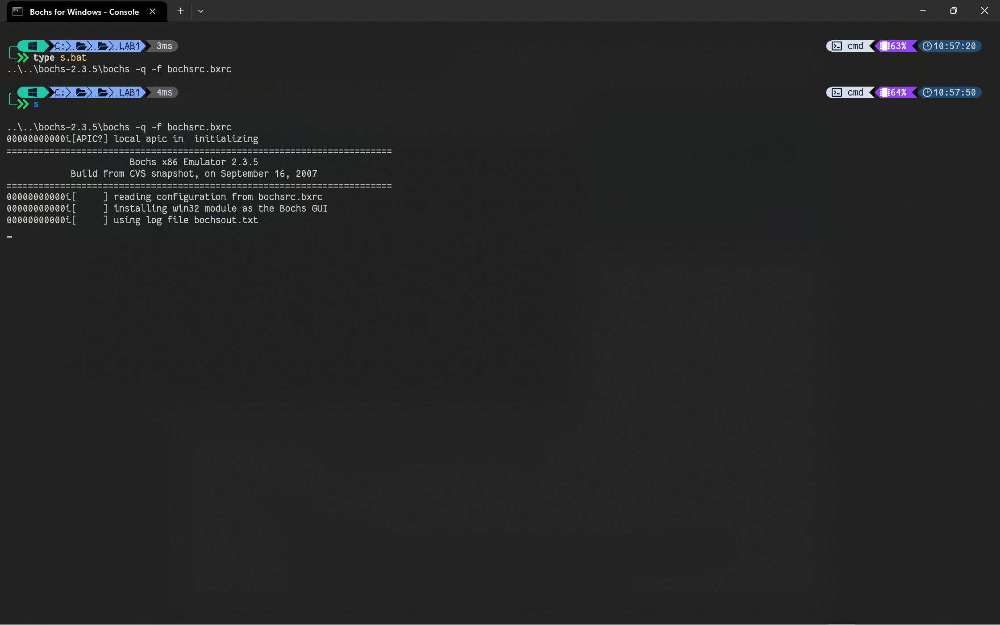 Bochs for Windows - Console
C: LAB1 3ms cmd 63% 10:57:20
type s.bat
..\..\bochs-2.3.5\bochs -q -f bochsrc.bxrc
C: LAB1 4ms cmd 64% 10:57:50
s
..\..\bochs-2.3.5\bochs -q -f bochsrc.bxrc
00000000000i[APIC?] local apic in  initializing
========================================================================
Bochs x86 Emulator 2.3.5
Build from CVS snapshot, on September 16, 2007
========================================================================
00000000000i[     ] reading configuration from bochsrc.bxrc
00000000000i[     ] installing win32 module as the Bochs GUI
00000000000i[     ] using log file bochsout.txt